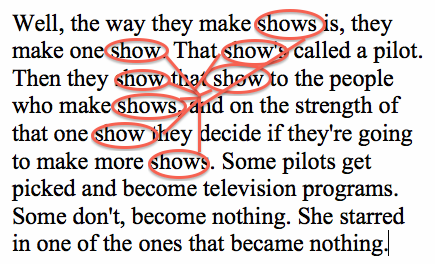 Well, the way they make shows is, they
make one show. That show's called a pilot.
Then they show that show to the people
who make shows, and on the strength of
that one show they decide if they're going
to make more shows. Some pilots get
picked and become television programs.
Some don't, become nothing. She starred
in one of the ones that became nothing.